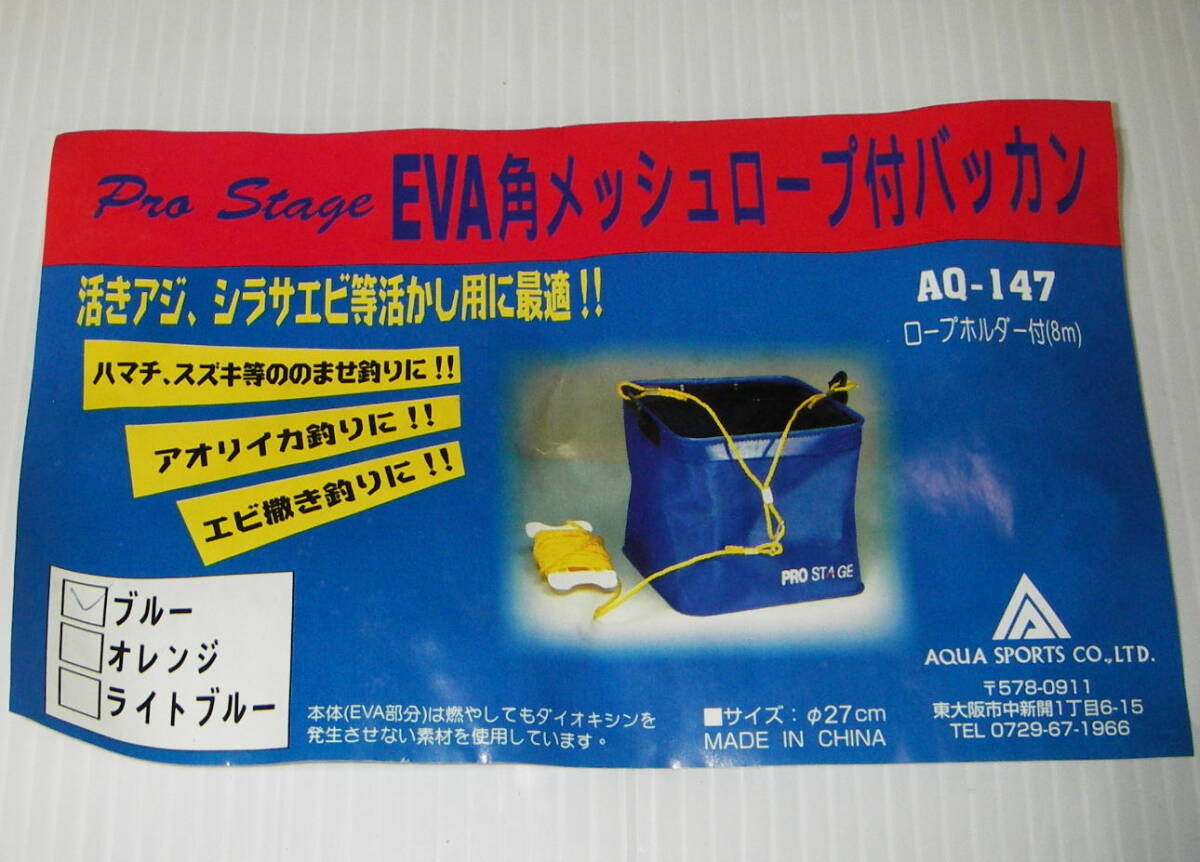 Pro Stage EVA角メッシュロープ付バッカン
活きアジ、シラサエビ等活かし用に最適!!
AQ-147
ロープホルダー付(8m)
ハマチ、スズキ等ののませ釣りに!!
アオリイカ釣りに!!
エビ撒き釣りに!!
PRO STAGE
ブルー
オレンジ
ライトブルー
本体(EVA部分)は燃やしてもダイオキシンを
発生させない素材を使用しています。
■サイズ:φ27cm
MADE IN CHINA
AQUA SPORTS CO.,LTD.
〒578-0911
東大阪市中新開1丁目6-15
TEL 0729-67-1966